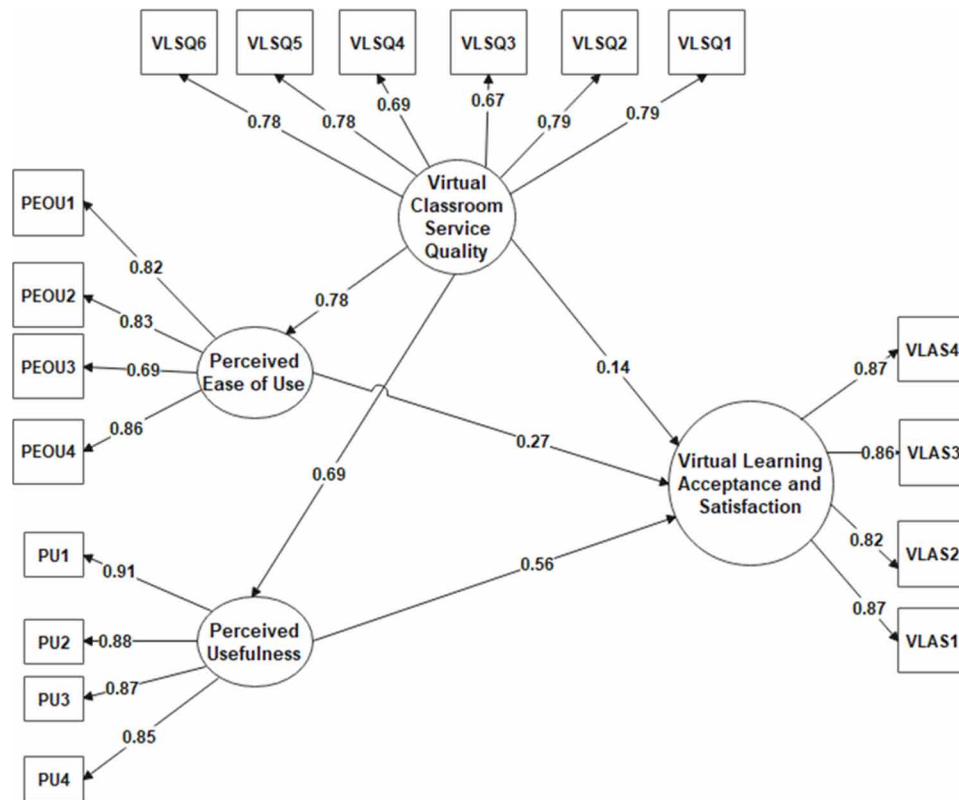 VLSQ6 VLSQ5 VLSQ4 VLSQ3 VLSQ2 VLSQ1
0.78 0.78 0.69 0.67 0,79 0.79
Virtual
Classroom
Service
Quality
PEOU1
PEOU2
PEOU3
PEOU4
0.82
0.83
0.69
0.86
0.78
Perceived
Ease of Use
0.14
0.27
0.69
0.56
Virtual Learning
Acceptance and
Satisfaction
VLAS4
VLAS3
VLAS2
VLAS1
0.87
0.86
0.82
0.87
PU1
PU2
PU3
PU4
0.91
0.88
0.87
0.85
Perceived
Usefulness